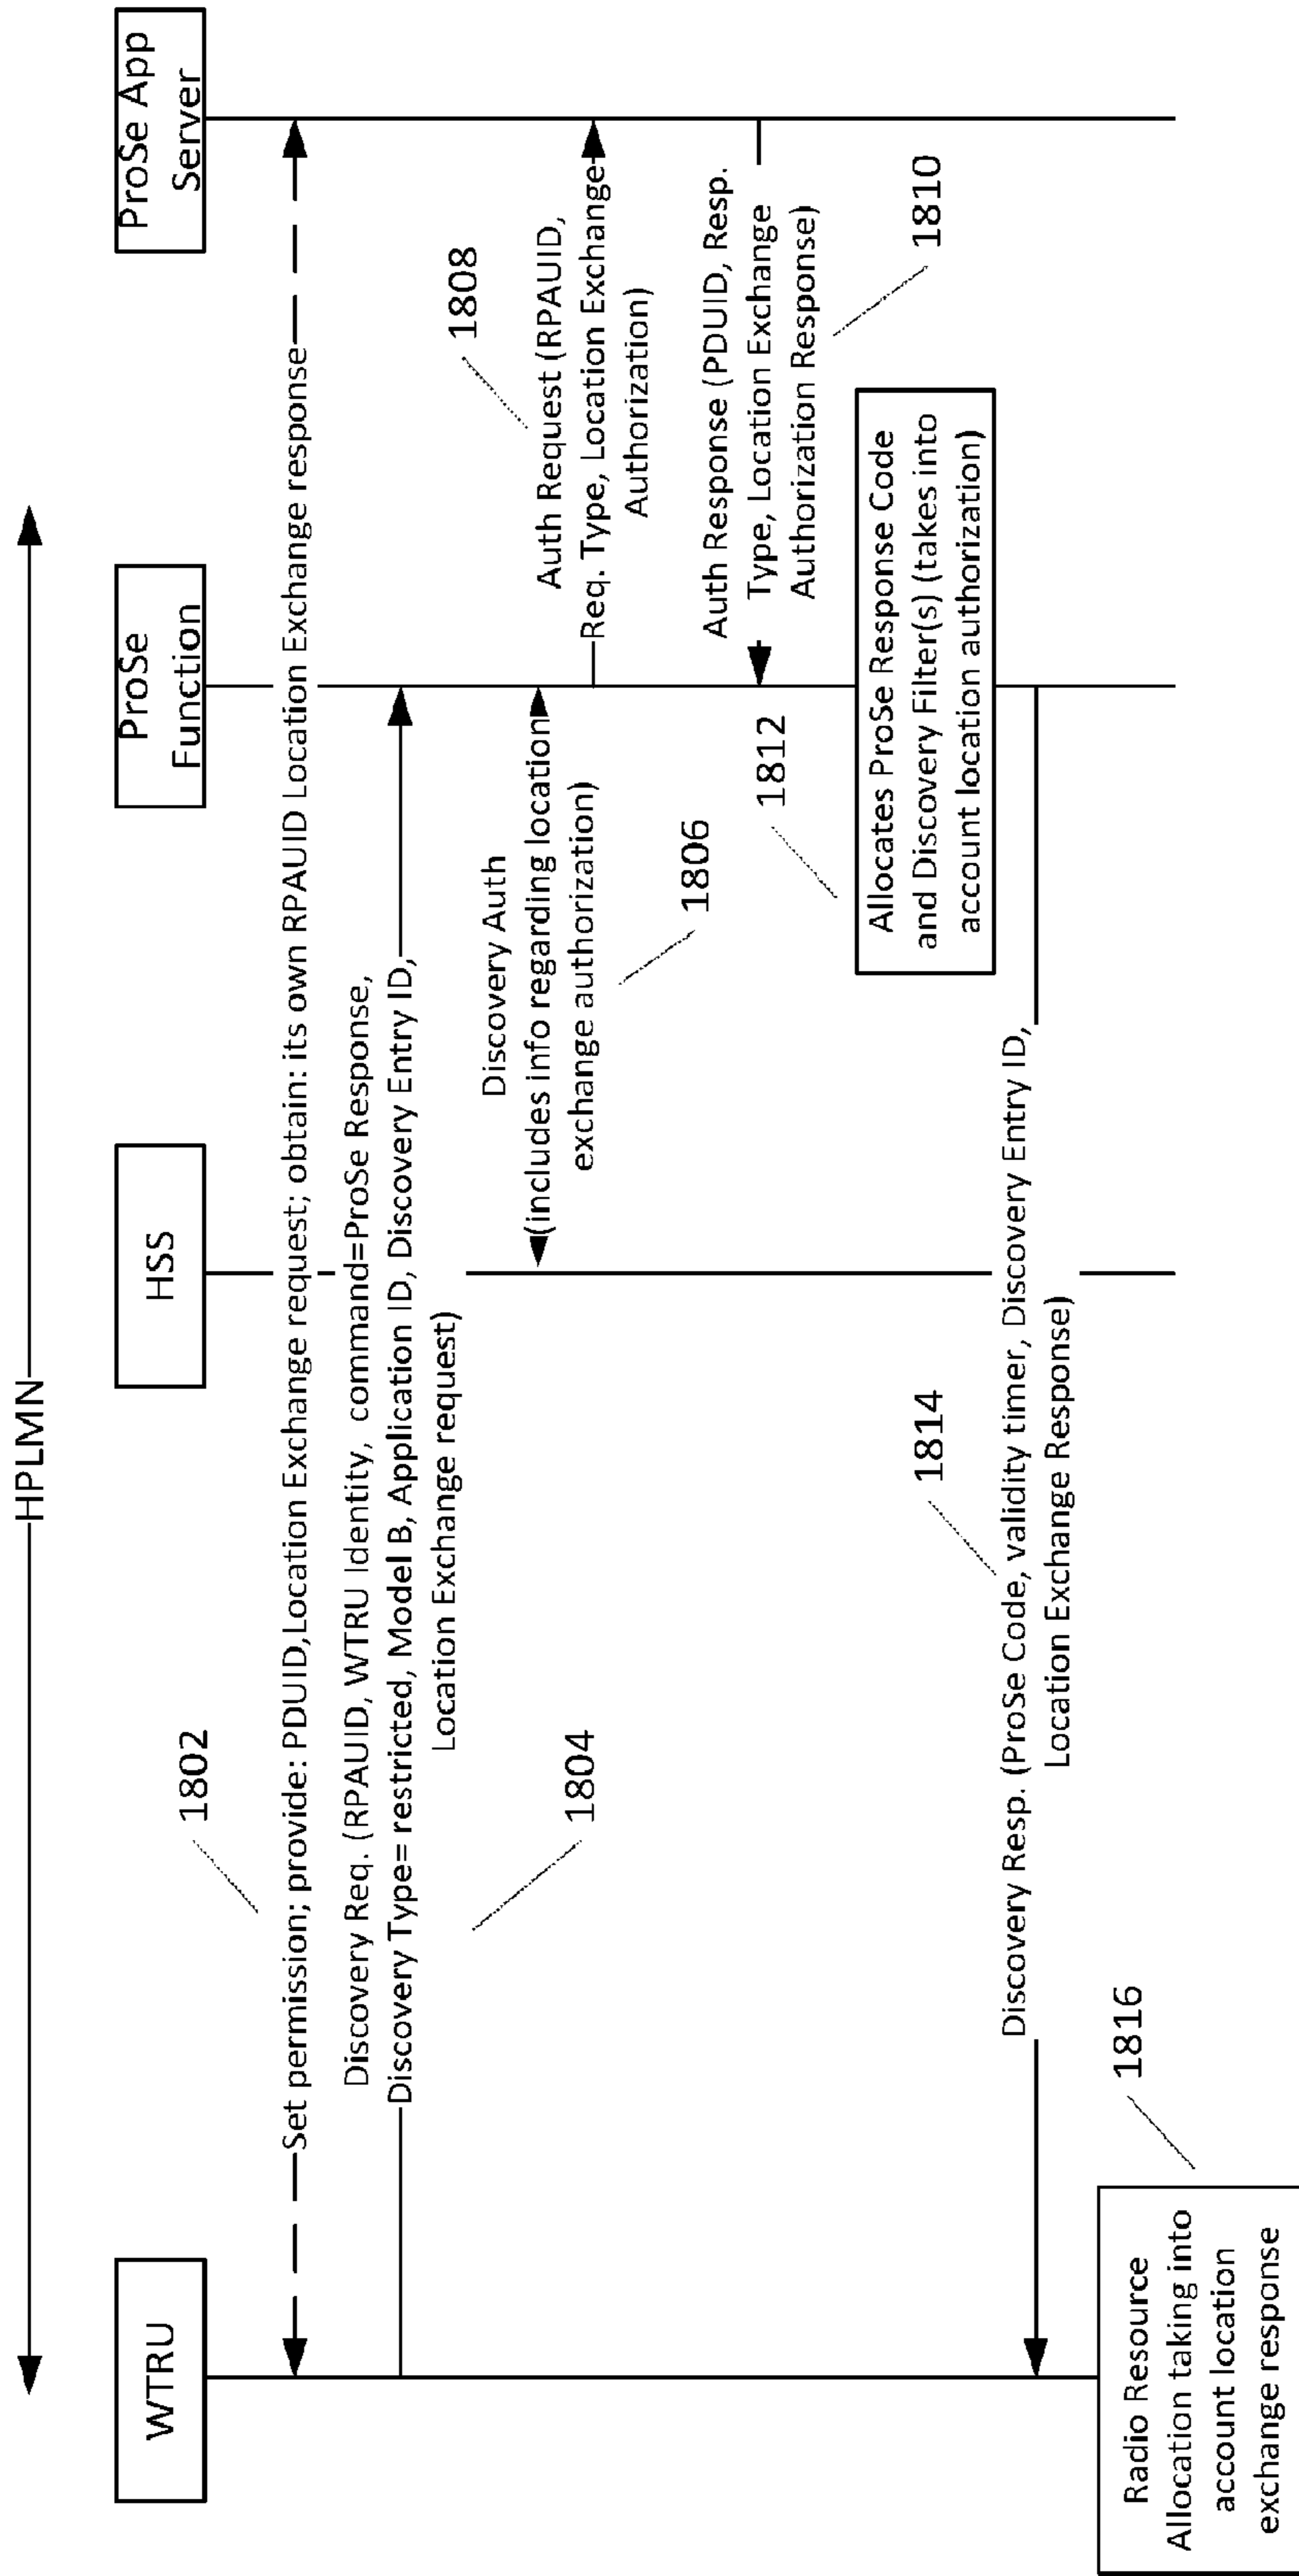 HPLMN
WTRU
HSS
ProSe
Function
ProSe App
Server
1802
Set permission; provide: PDUID,Location Exchange request; obtain: its own RPAUID Location Exchange response
Discovery Req. (RPAUID, WTRU Identity, command=ProSe Response,
Discovery Type= restricted, Model B, Application ID, Discovery Entry ID,
Location Exchange request)
1804
Discovery Auth
(includes info regarding location
exchange authorization)
1806
1808
Auth Request (RPAUID,
Req. Type, Location Exchange
Authorization)
Auth Response (PDUID, Resp.
Type, Location Exchange
Authorization Response)
1810
1812
Allocates ProSe Response Code
and Discovery Filter(s) (takes into
account location authorization)
1814
Discovery Resp. (ProSe Code, validity timer, Discovery Entry ID,
Location Exchange Response)
1816
Radio Resource
Allocation taking into
account location
exchange response